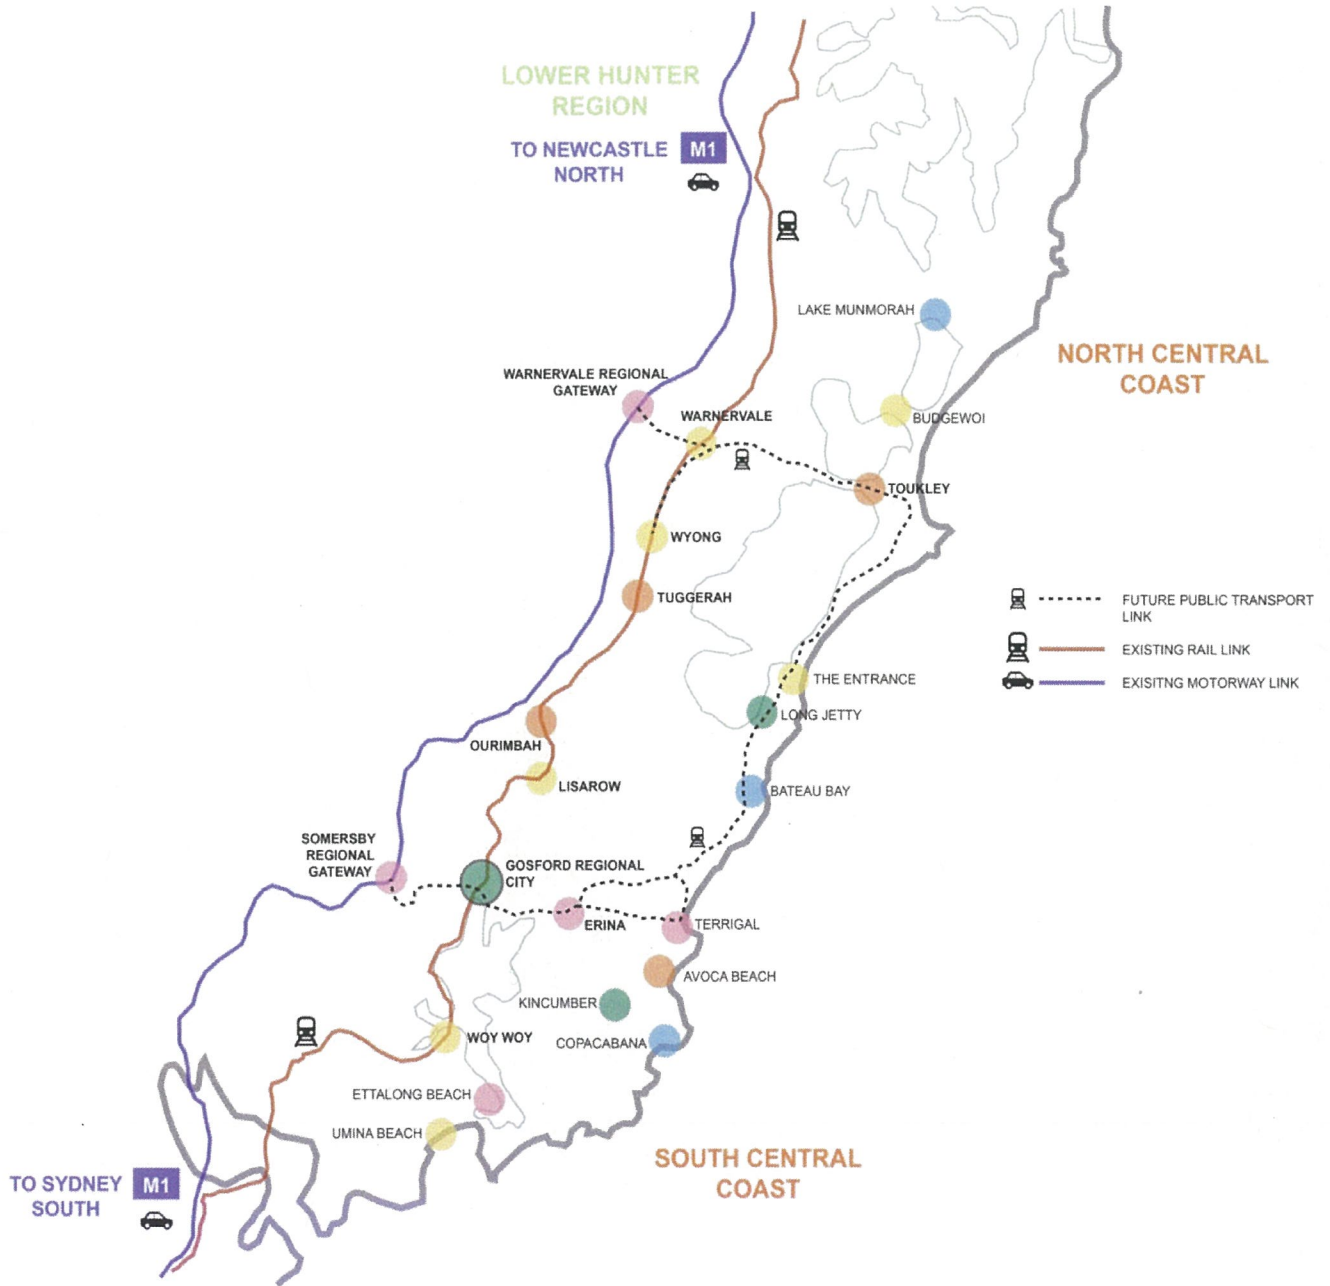 LOWER HUNTER
REGION
TO NEWCASTLE
NORTH
M1
LAKE MUNMORAH
NORTH CENTRAL
COAST
WARNERVALE REGIONAL
GATEWAY
WARNERVALE
BUDGEWOI
TOUKLEY
WYONG
TUGGERAH
FUTURE PUBLIC TRANSPORT
LINK
EXISTING RAIL LINK
EXISITNG MOTORWAY LINK
THE ENTRANCE
LONG JETTY
OURIMBAH
LISAROW
BATEAU BAY
SOMERSBY
REGIONAL
GATEWAY
GOSFORD REGIONAL
CITY
ERINA
TERRIGAL
AVOCA BEACH
KINCUMBER
COPACABANA
WOY WOY
ETTALONG BEACH
UMINA BEACH
SOUTH CENTRAL
COAST
TO SYDNEY
SOUTH
M1